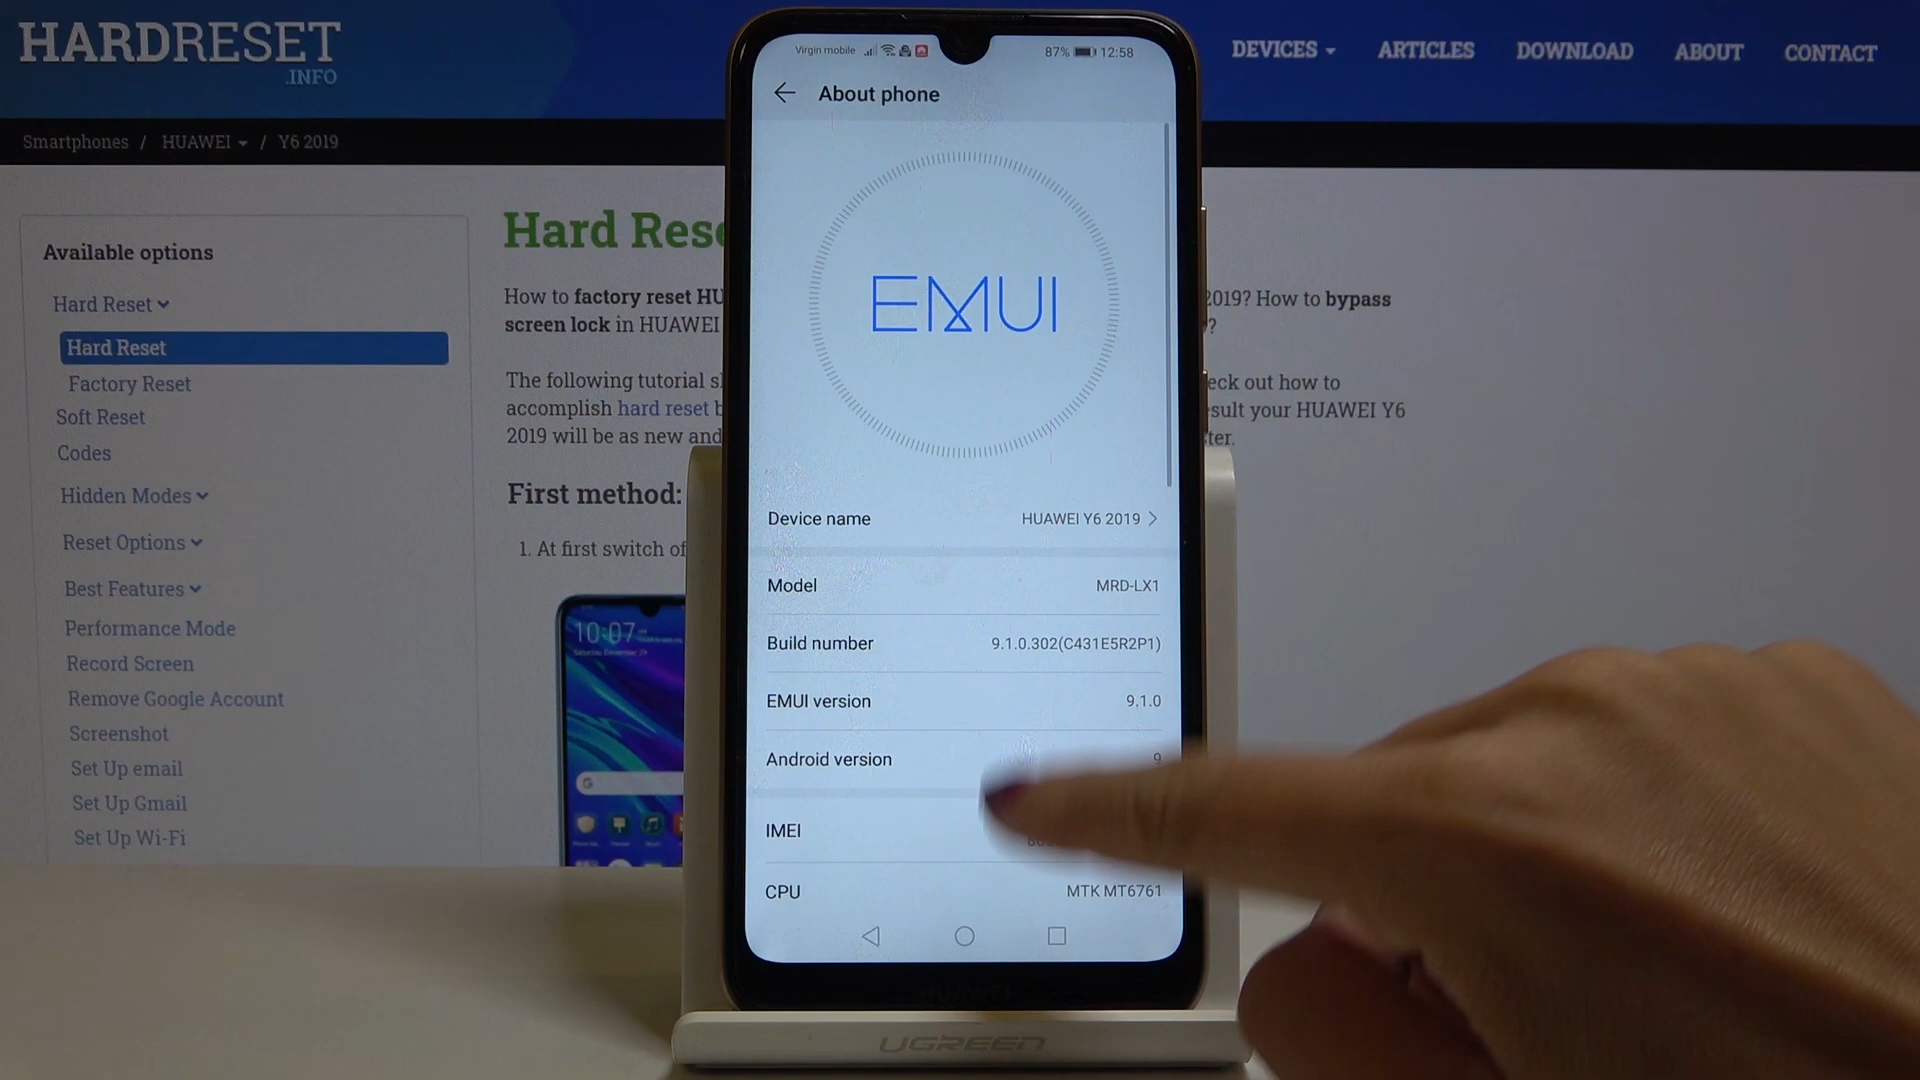 HARDRESET
.INFO
DEVICES
ARTICLES
DOWNLOAD
ABOUT
CONTACT
Smartphones / HUAWEI / Y6 2019
Available options
Hard Reset
Hard Reset
Factory Reset
Soft Reset
Codes
Hidden Modes
Reset Options
Best Features
Performance Mode
Record Screen
Remove Google Account
Screenshot
Set Up email
Set Up Gmail
Set Up Wi-Fi
Hard Rese
How to factory reset HU
2019? How to bypass
screen lock in HUAWEI
?
The following tutorial s
eck out how to
accomplish hard reset b
sult your HUAWEI Y6
2019 will be as new and
ter.
First method:
1. At first switch of
10:07
Virgin mobile
87% 12:58
About phone
EMUI
Device name HUAWEI Y6 2019
Model MRD-LX1
Build number 9.1.0.302(C431E5R2P1)
EMUI version 9.1.0
Android version 9
IMEI
CPU MTK MT6761
HUAWEI
UGREEN